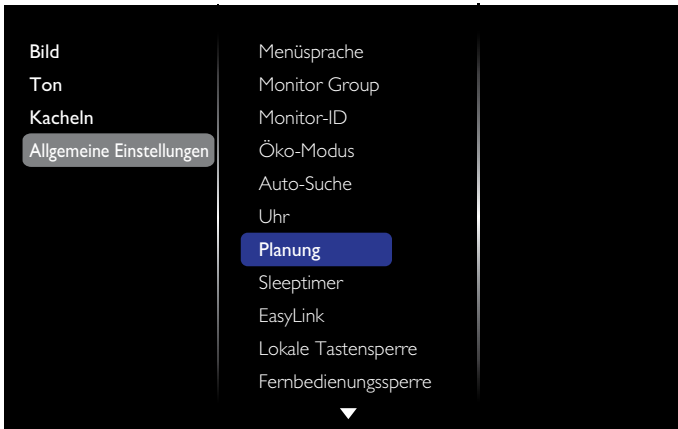 Bild
Ton
Kacheln
Allgemeine Einstellungen
Menüsprache
Monitor Group
Monitor-ID
Öko-Modus
Auto-Suche
Uhr
Planung
Sleeptimer
EasyLink
Lokale Tastensperre
Fernbedienungssperre